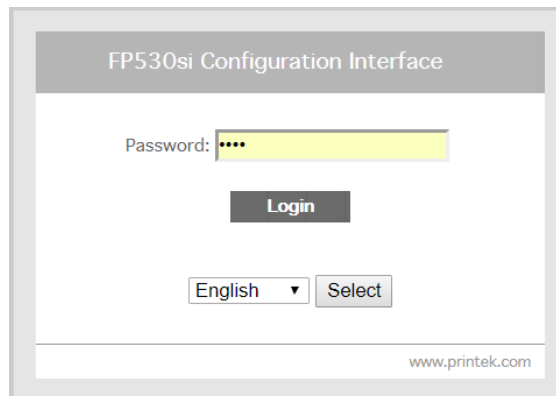 FP530si Configuration Interface
Password: ••••
Login
English ▼ Select
www.printek.com